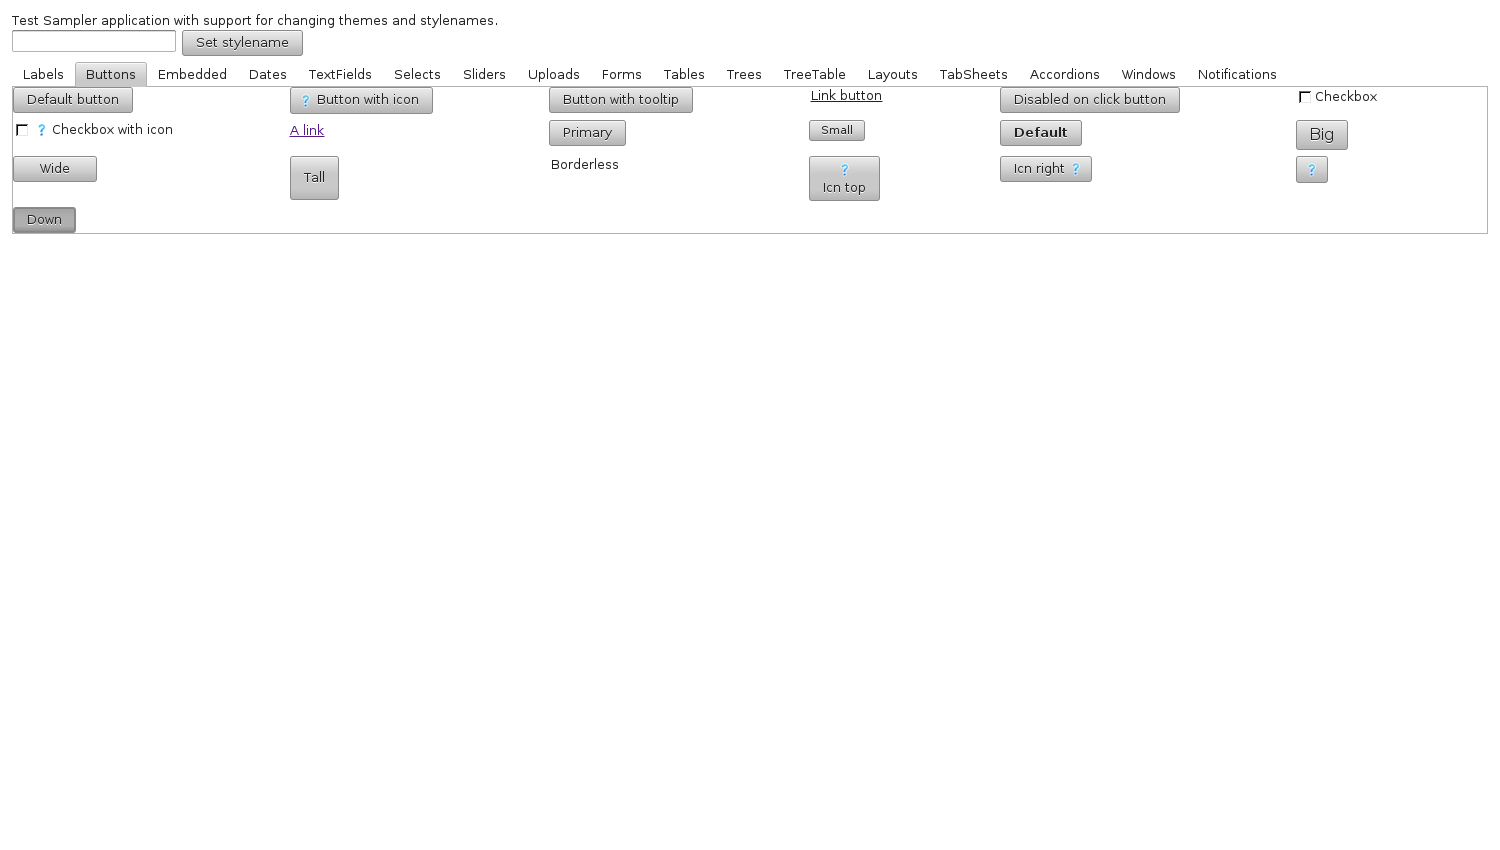 Test Sampler application with support for changing themes and stylenames.
Set stylename
Labels Buttons Embedded Dates TextFields Selects Sliders Uploads Forms Tables Trees TreeTable Layouts TabSheets Accordions Windows Notifications
Default button ? Button with icon Button with tooltip Link button Disabled on click button Checkbox
? Checkbox with icon A link Primary Small Default Big
Wide Tall Borderless ? Icn top Icn right ? ?
Down